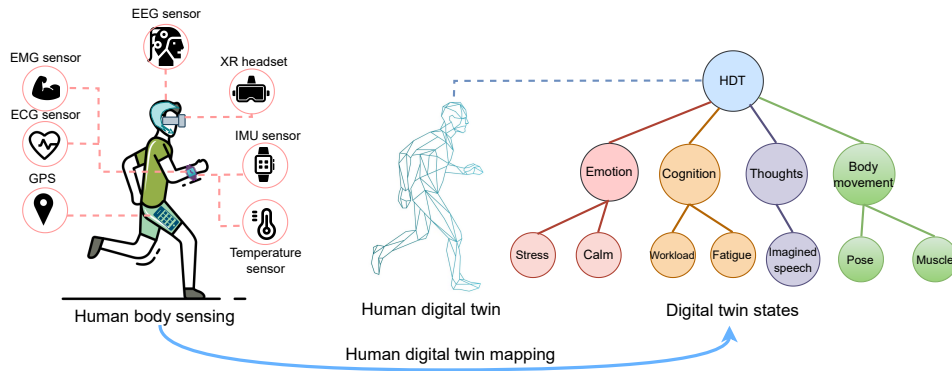 EEG sensor
EMG sensor
XR headset
ECG sensor
IMU sensor
GPS
Temperature
sensor
Human body sensing
Human digital twin
HDT
Emotion
Cognition
Thoughts
Body
movement
Stress
Calm
Workload
Fatigue
Imagined
speech
Pose
Muscle
Digital twin states
Human digital twin mapping